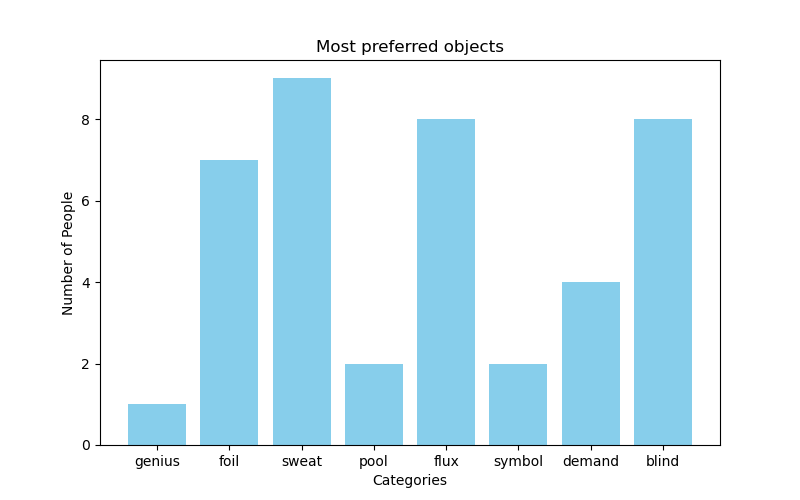 Most preferred objects
Number of People
8
6
4
2
0
genius foil sweat pool flux symbol demand blind
Categories